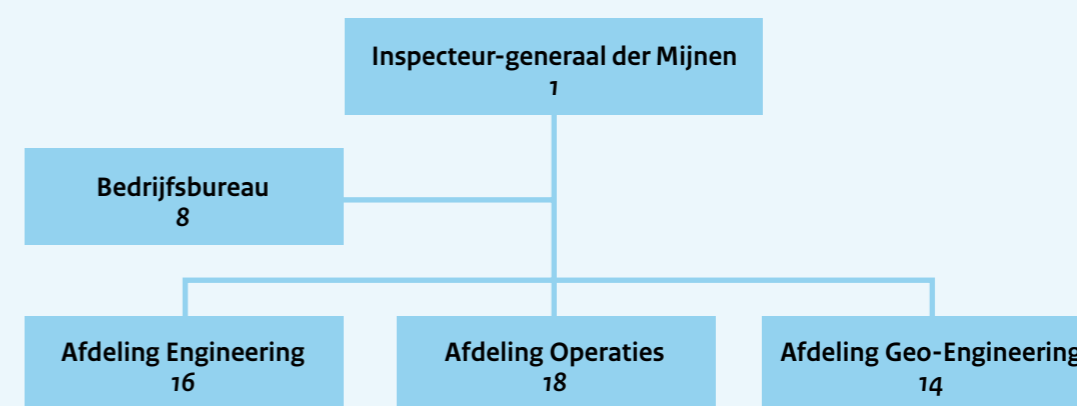 Inspecteur-generaal der Mijnen
1
Bedrijfsbureau
8
Afdeling Engineering
16
Afdeling Operaties
18
Afdeling Geo-Engineering
14